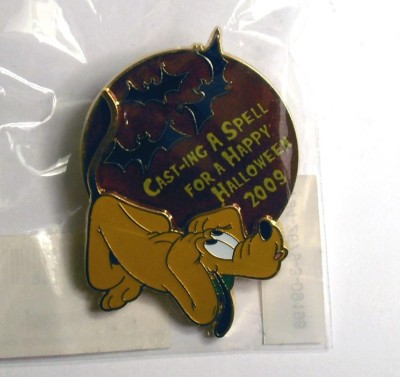 CAST-ING A SPELL
FOR A HAPPY
HALLOWEEN
2009